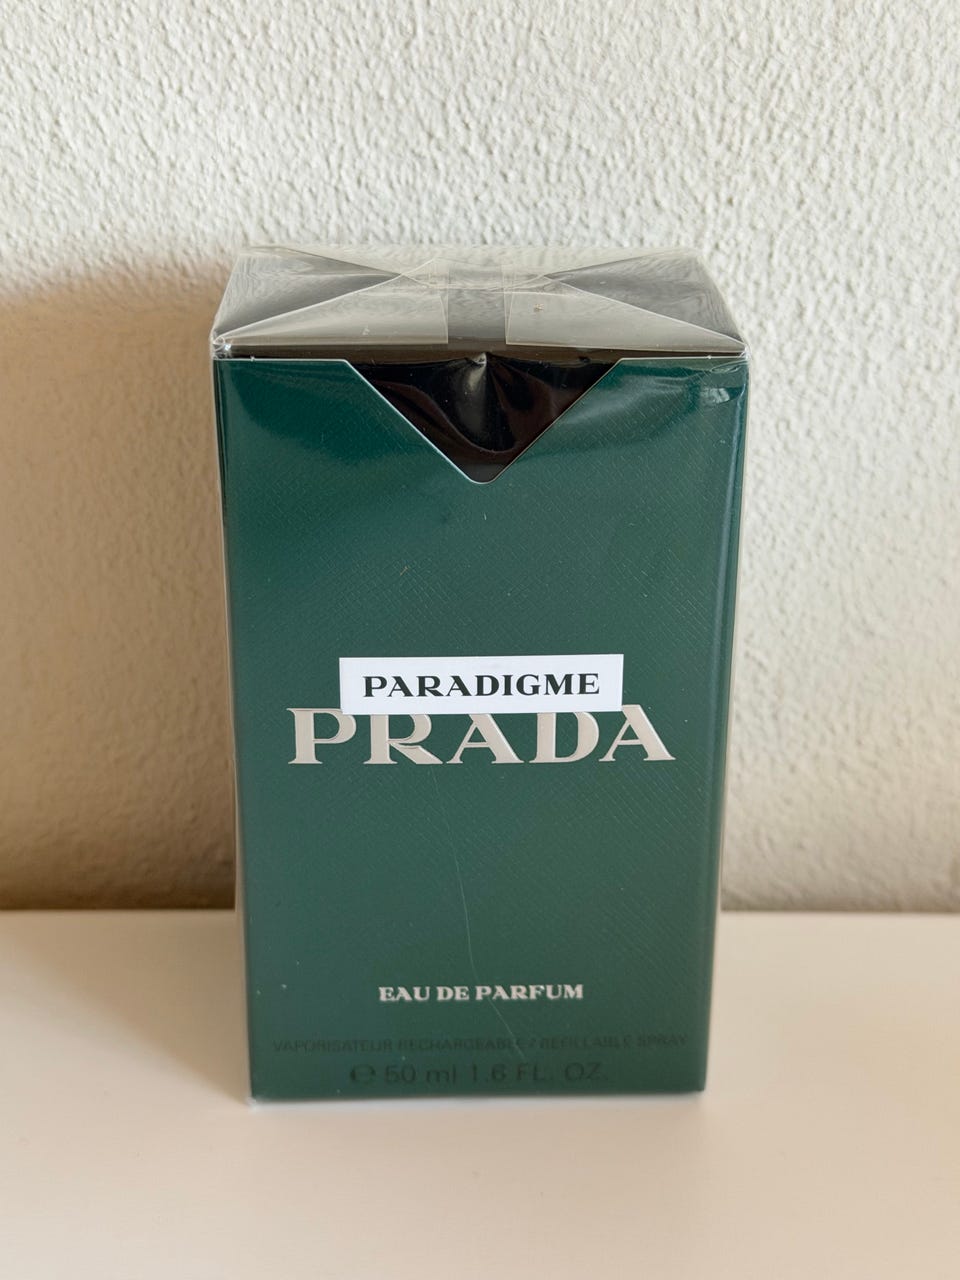 PARADIGME
PRADA
EAU DE PARFUM
VAPORISATEUR RECHARGEABLE / REFILLABLE SPRAY
℮ 50 ml 1.6 FL. OZ.